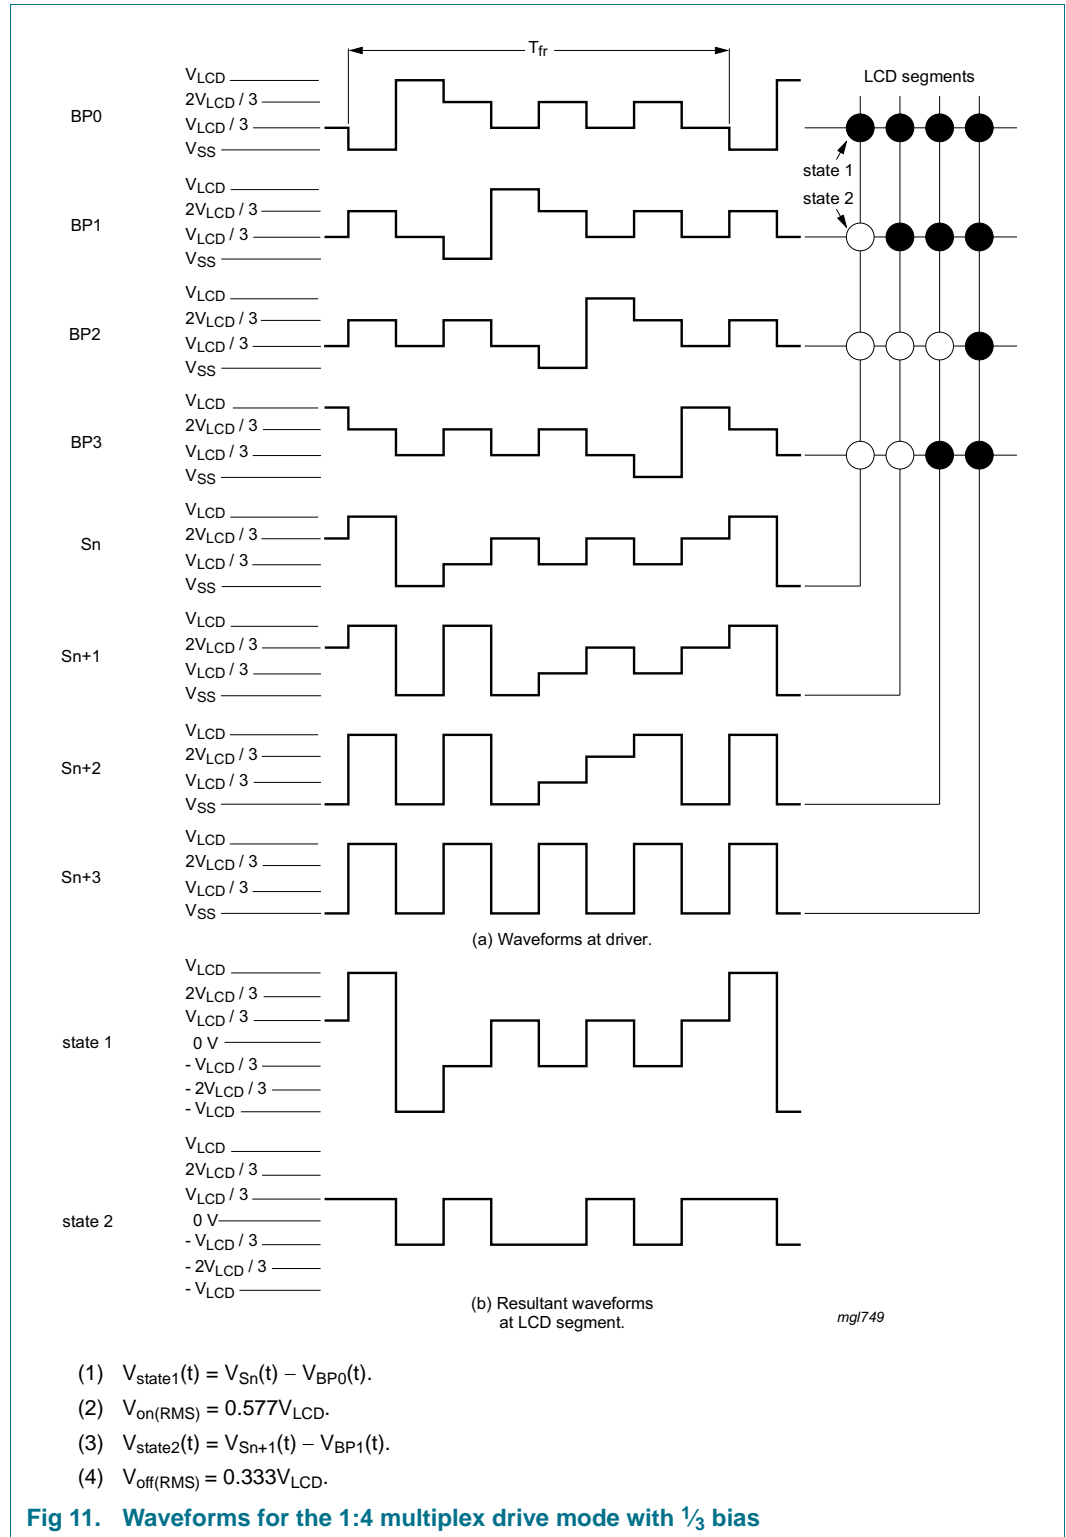 Tfr
LCD segments
BP0
VLCD
2VLCD / 3
VLCD / 3
VSS
state 1
state 2
BP1
VLCD
2VLCD / 3
VLCD / 3
VSS
BP2
VLCD
2VLCD / 3
VLCD / 3
VSS
BP3
VLCD
2VLCD / 3
VLCD / 3
VSS
Sn
VLCD
2VLCD / 3
VLCD / 3
VSS
Sn+1
VLCD
2VLCD / 3
VLCD / 3
VSS
Sn+2
VLCD
2VLCD / 3
VLCD / 3
VSS
Sn+3
VLCD
2VLCD / 3
VLCD / 3
VSS
(a) Waveforms at driver.
state 1
VLCD
2VLCD / 3
VLCD / 3
0 V
- VLCD / 3
- 2VLCD / 3
- VLCD
state 2
VLCD
2VLCD / 3
VLCD / 3
0 V
- VLCD / 3
- 2VLCD / 3
- VLCD
(b) Resultant waveforms
at LCD segment.
mgl749
(1) Vstate1(t) = VSn(t) − VBP0(t).
(2) Von(RMS) = 0.577VLCD.
(3) Vstate2(t) = VSn+1(t) − VBP1(t).
(4) Voff(RMS) = 0.333VLCD.
Fig 11. Waveforms for the 1:4 multiplex drive mode with 1⁄3 bias